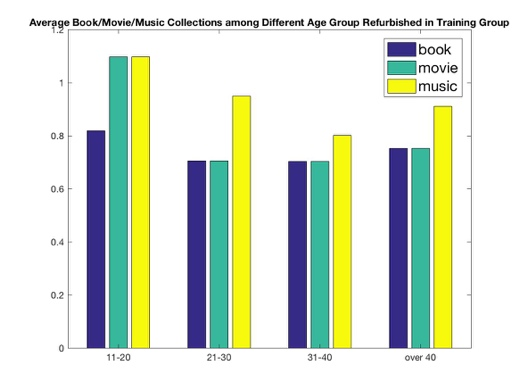 Average Book/Movie/Music Collections among Different Age Group Refurbished in Training Group
1.2
1
0.8
0.6
0.4
0.2
0
book
movie
music
11-20
21-30
31-40
over 40